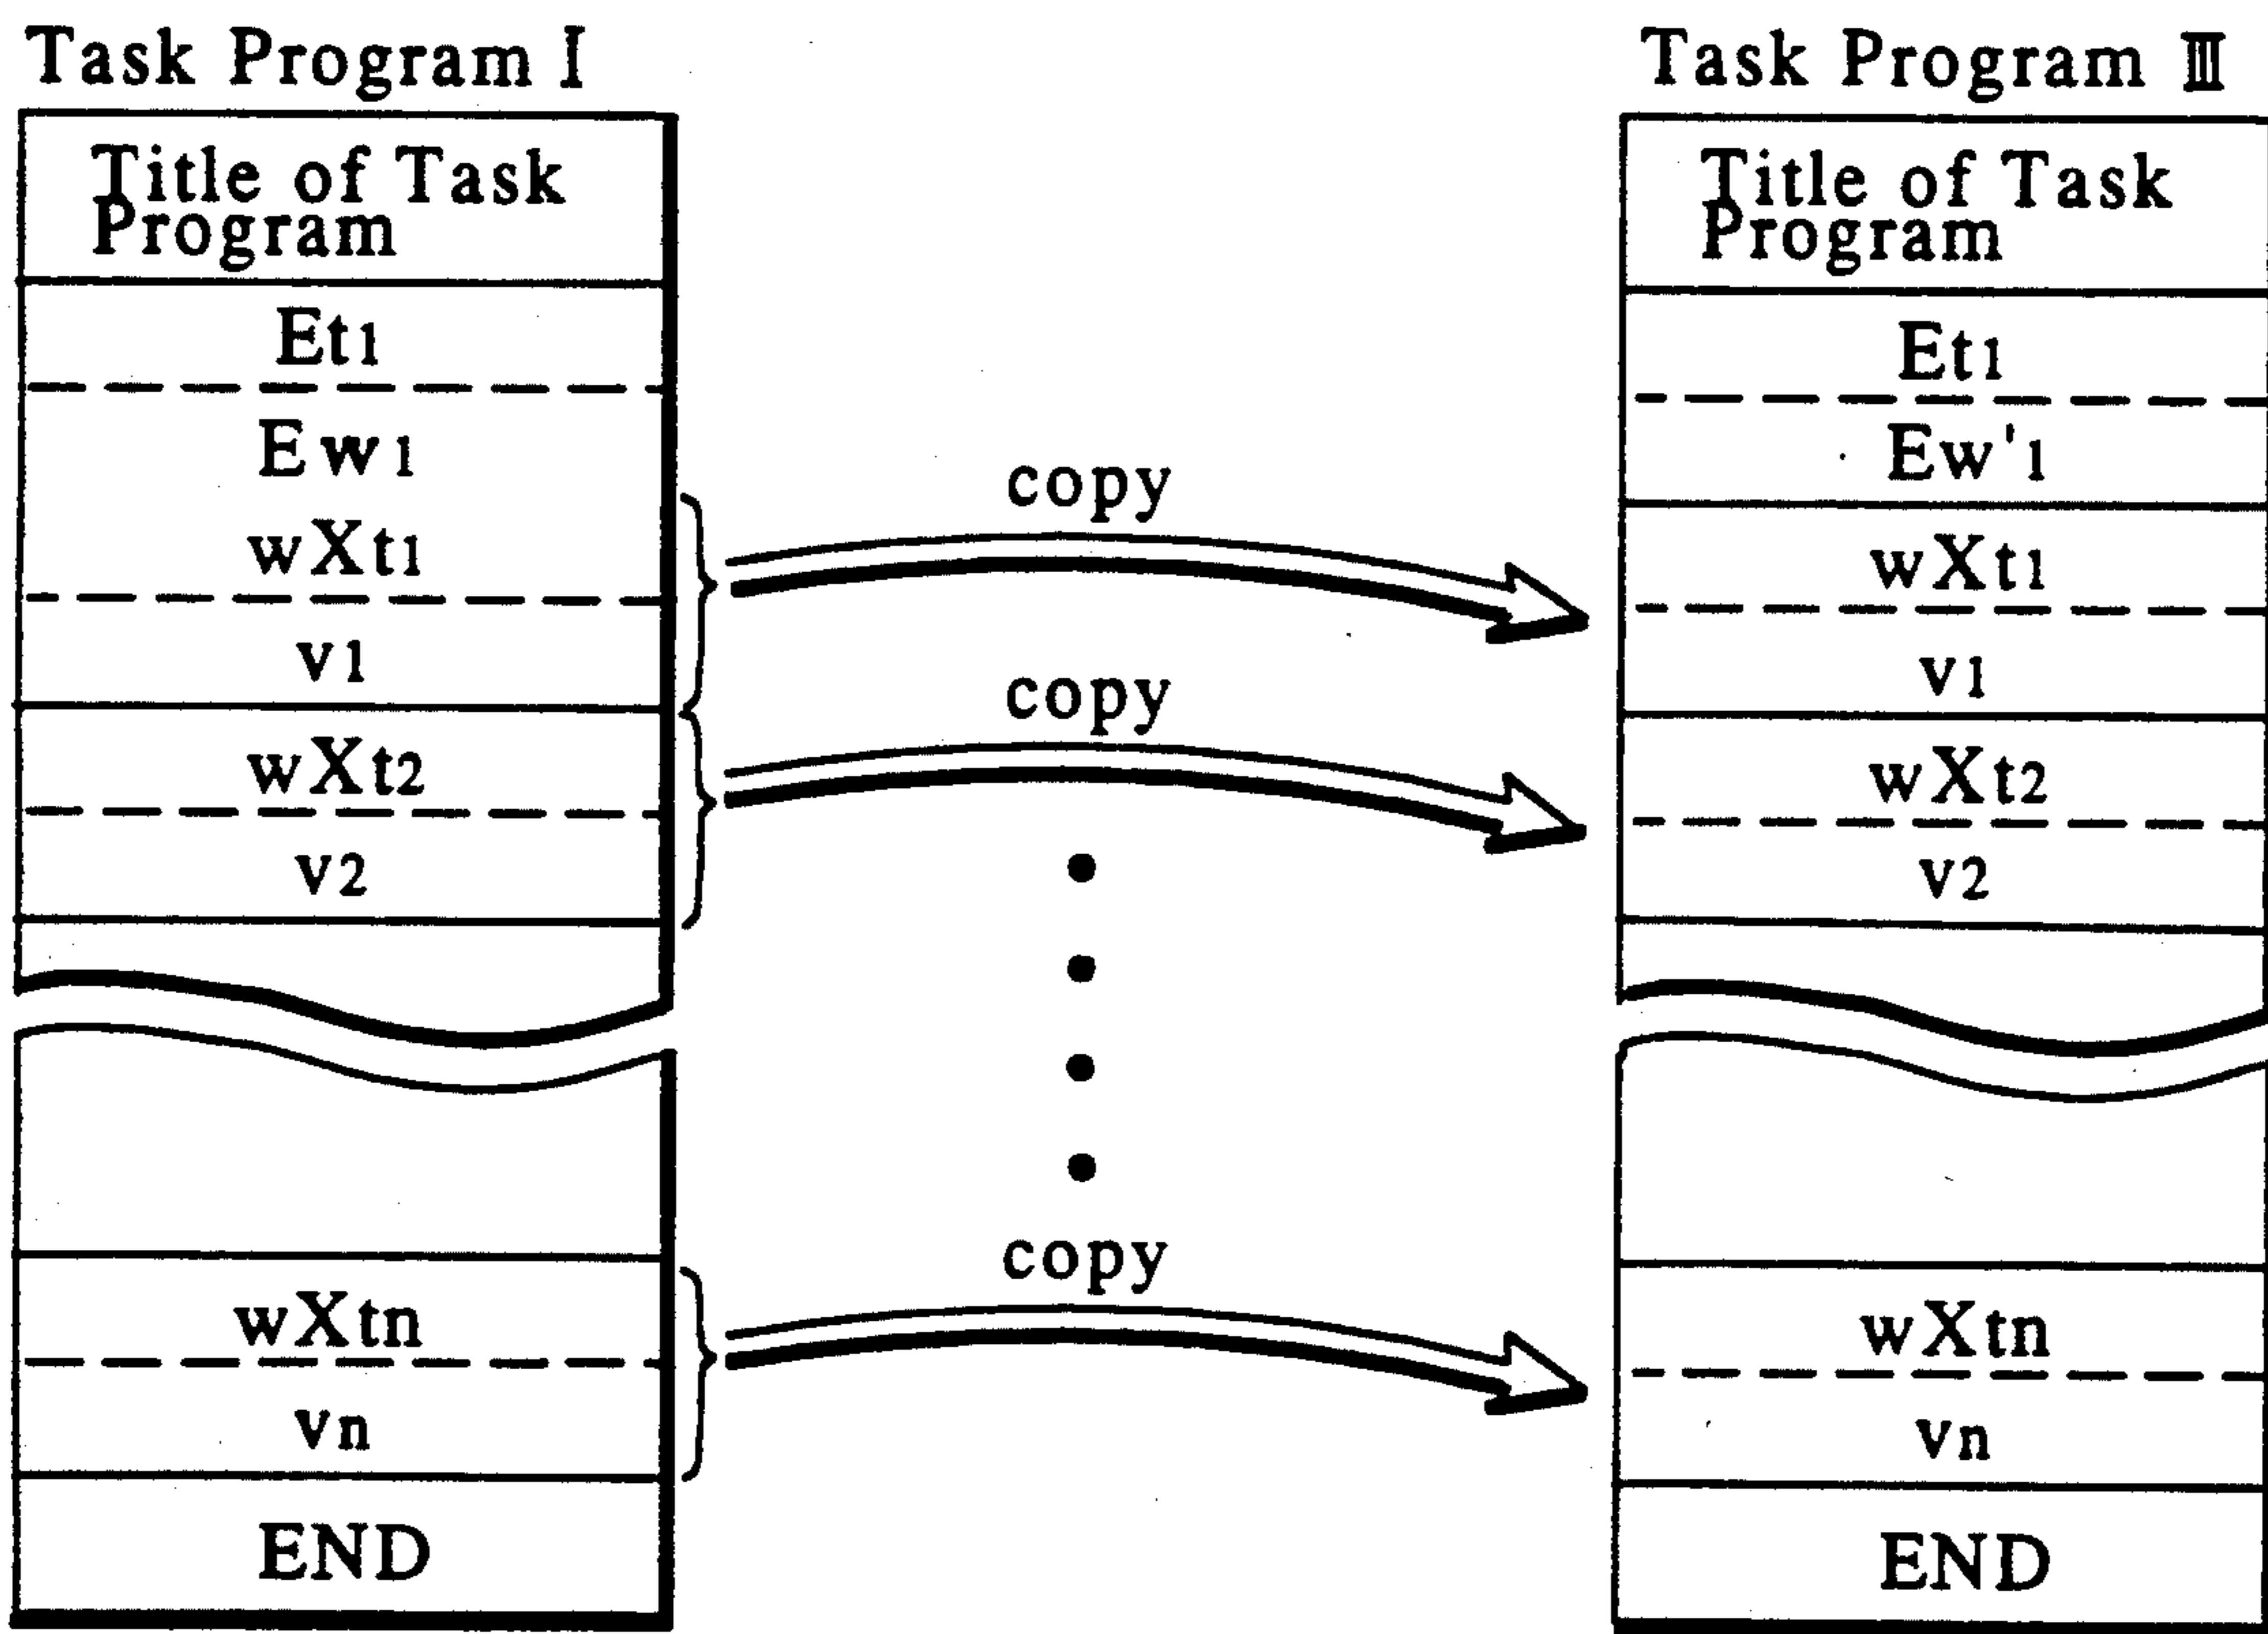 Task Program I
Title of Task
Program
Et1
Ew1
wXt1
v1
wXt2
v2
wXtn
vn
END
copy
copy
copy
Task Program III
Title of Task
Program
Et1
Ew'1
wXt1
v1
wXt2
v2
wXtn
vn
END